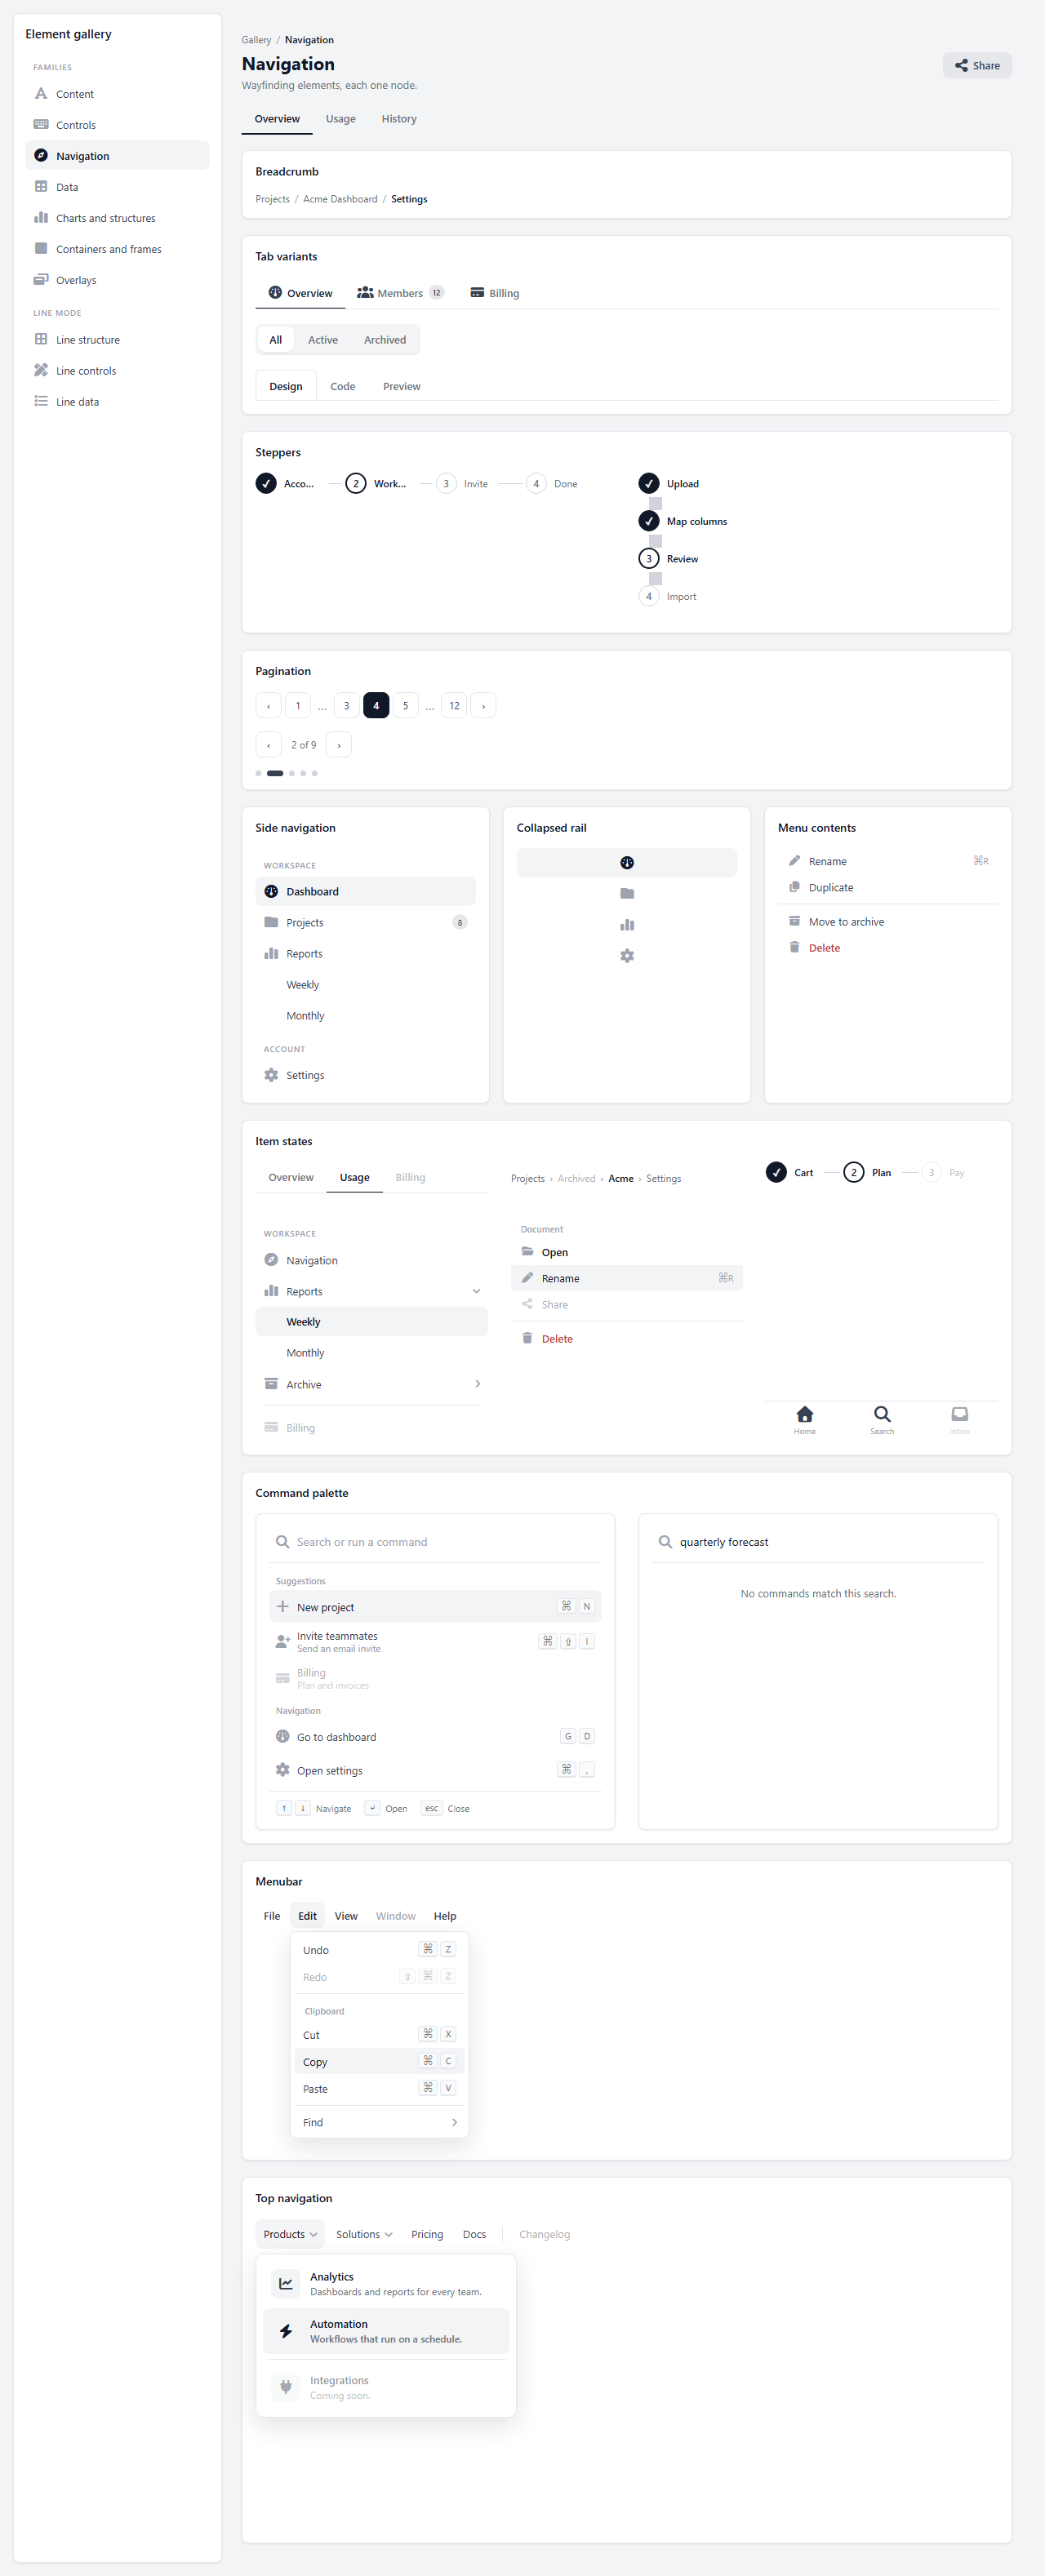 Element gallery
FAMILIES
Content
Controls
Navigation
Data
Charts and structures
Containers and frames
Overlays
LINE MODE
Line structure
Line controls
Line data
Gallery / Navigation
Navigation
Wayfinding elements, each one node.
Share
Overview Usage History
Breadcrumb
Projects / Acme Dashboard / Settings
Tab variants
Overview Members 12 Billing
All Active Archived
Design Code Preview
Steppers
Acco... 2 Work... 3 Invite 4 Done
Upload
Map columns
3 Review
4 Import
Pagination
‹ 1 ... 3 4 5 ... 12 ›
‹ 2 of 9 ›
Side navigation
WORKSPACE
Dashboard
Projects 8
Reports
Weekly
Monthly
ACCOUNT
Settings
Collapsed rail
Menu contents
Rename ⌘R
Duplicate
Move to archive
Delete
Item states
Overview Usage Billing
WORKSPACE
Navigation
Reports
Weekly
Monthly
Archive
Billing
Projects › Archived › Acme › Settings
Document
Open
Rename ⌘R
Share
Delete
Cart 2 Plan 3 Pay
Home Search Inbox
Command palette
Search or run a command
Suggestions
New project ⌘ N
Invite teammates ⌘ ⇧ I
Send an email invite
Billing
Plan and invoices
Navigation
Go to dashboard G D
Open settings ⌘ ,
↑ ↓ Navigate ↵ Open esc Close
quarterly forecast
No commands match this search.
Menubar
File Edit View Window Help
Undo ⌘ Z
Redo ⇧ ⌘ Z
Clipboard
Cut ⌘ X
Copy ⌘ C
Paste ⌘ V
Find
Top navigation
Products Solutions Pricing Docs Changelog
Analytics
Dashboards and reports for every team.
Automation
Workflows that run on a schedule.
Integrations
Coming soon.